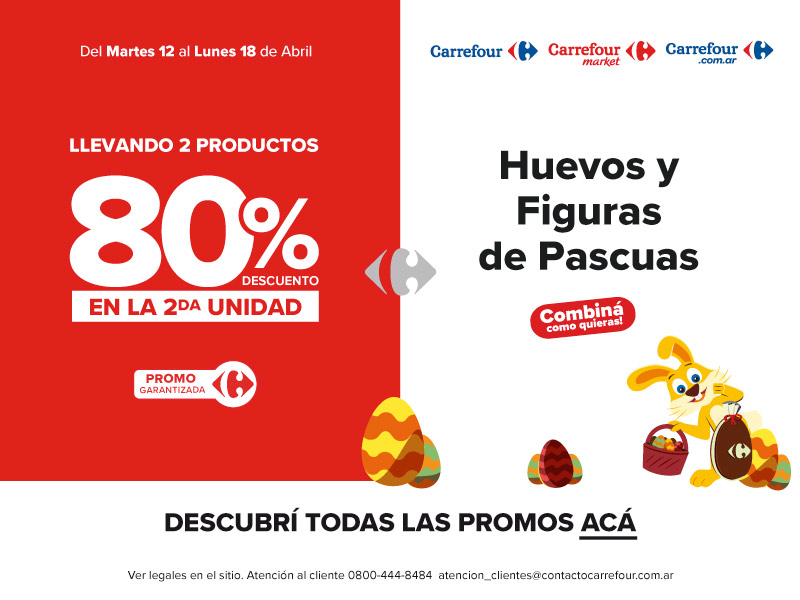 Del Martes 12 al Lunes 18 de Abril
LLEVANDO 2 PRODUCTOS
80%
DESCUENTO
EN LA 2DA UNIDAD
PROMO
GARANTIZADA
Carrefour
Carrefour
market
Carrefour
.com.ar
Huevos y
Figuras
de Pascuas
Combiná
como quieras!
DESCUBRÍ TODAS LAS PROMOS ACÁ
Ver legales en el sitio. Atención al cliente 0800-444-8484 atencion_clientes@contactocarrefour.com.ar